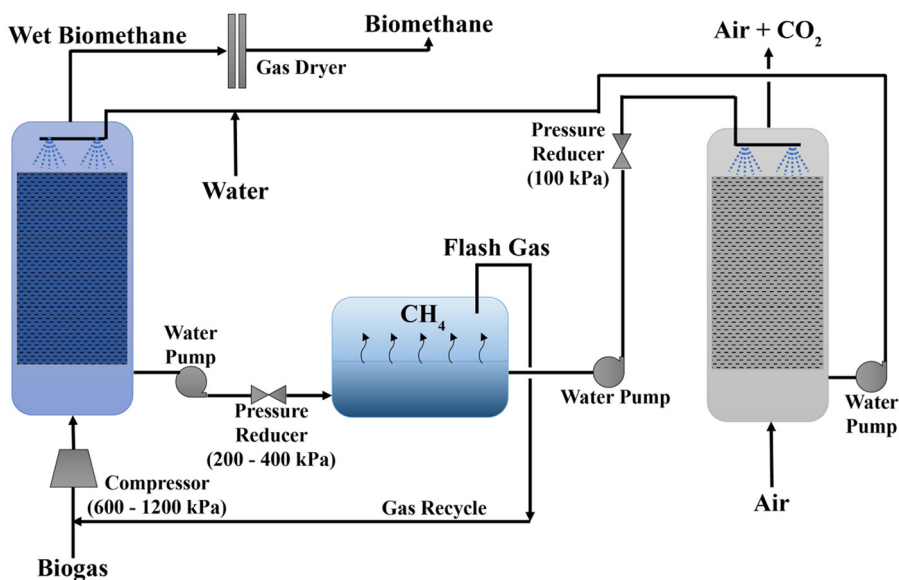 Wet Biomethane
Gas Dryer
Biomethane
Air + CO₂
Water
Pressure
Reducer
(100 kPa)
Flash Gas
CH₄
Water
Pump
Pressure
Reducer
(200 - 400 kPa)
Water Pump
Water
Pump
Compressor
(600 - 1200 kPa)
Gas Recycle
Air
Biogas